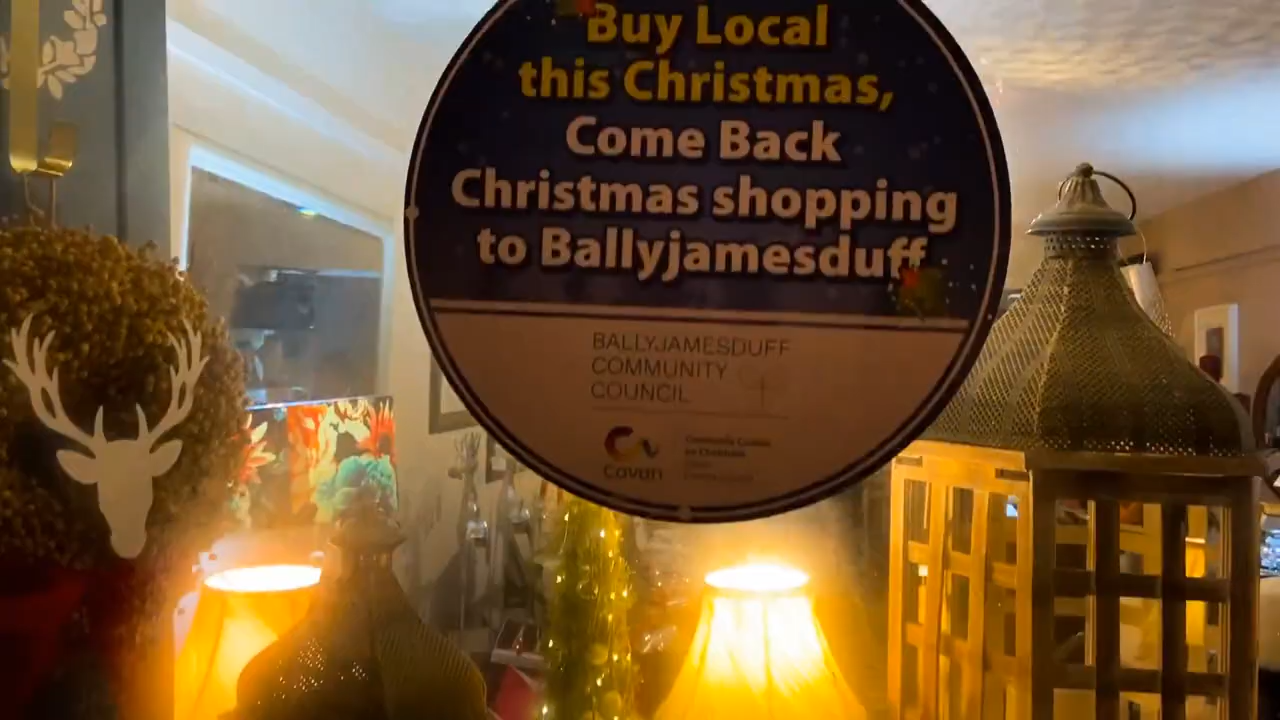 Buy Local
this Christmas,
Come Back
Christmas shopping
to Ballyjamesduff
BALLYJAMESDUFF
COMMUNITY
COUNCIL
Cavan